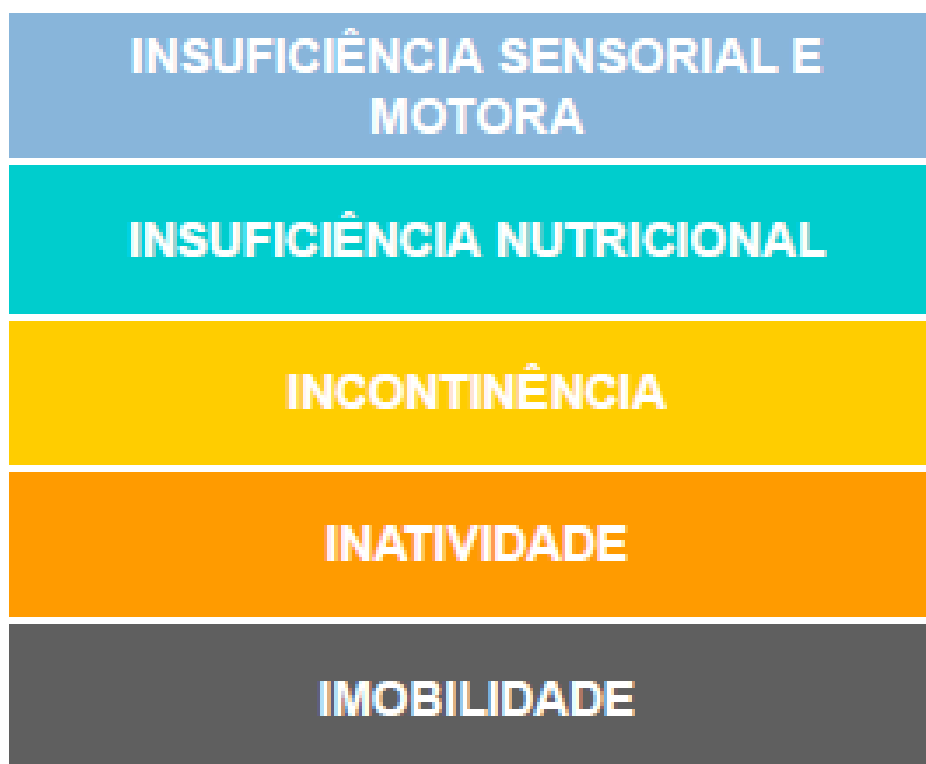 INSUFICIÊNCIA SENSORIAL E
MOTORA
INSUFICIÊNCIA NUTRICIONAL
INCONTINÊNCIA
INATIVIDADE
IMOBILIDADE